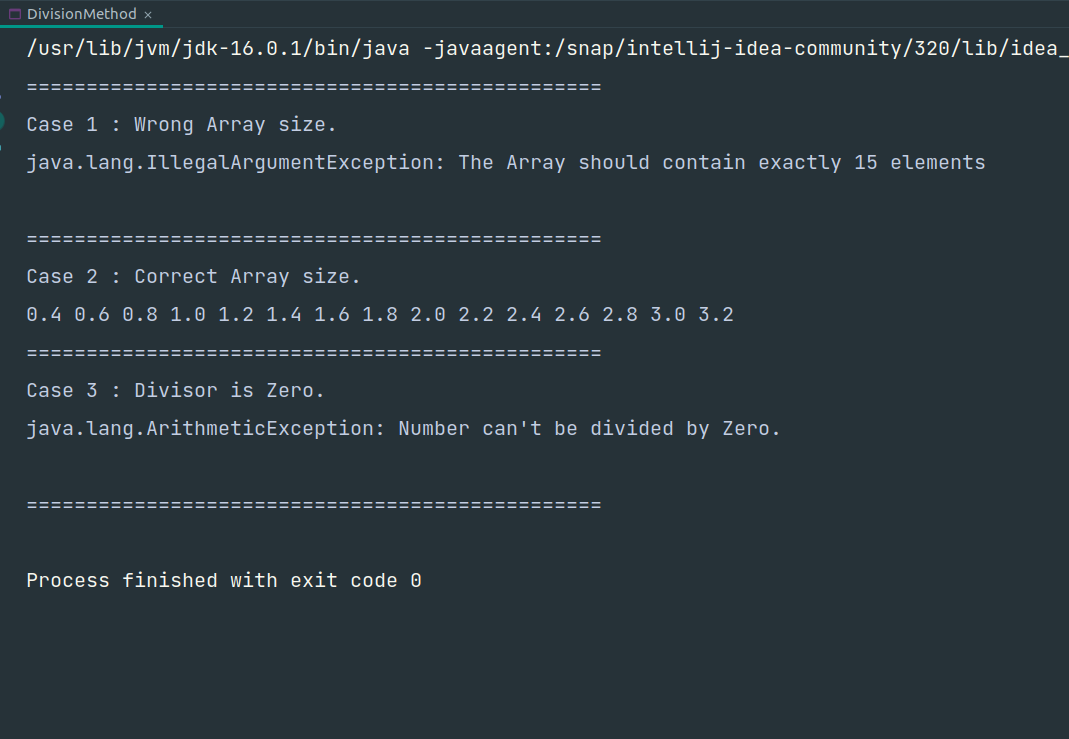 DivisionMethod ×
/usr/lib/jvm/jdk-16.0.1/bin/java -javaagent:/snap/intellij-idea-community/320/lib/idea_
================================================
Case 1 : Wrong Array size.
java.lang.IllegalArgumentException: The Array should contain exactly 15 elements
================================================
Case 2 : Correct Array size.
0.4 0.6 0.8 1.0 1.2 1.4 1.6 1.8 2.0 2.2 2.4 2.6 2.8 3.0 3.2
================================================
Case 3 : Divisor is Zero.
java.lang.ArithmeticException: Number can't be divided by Zero.
================================================
Process finished with exit code 0